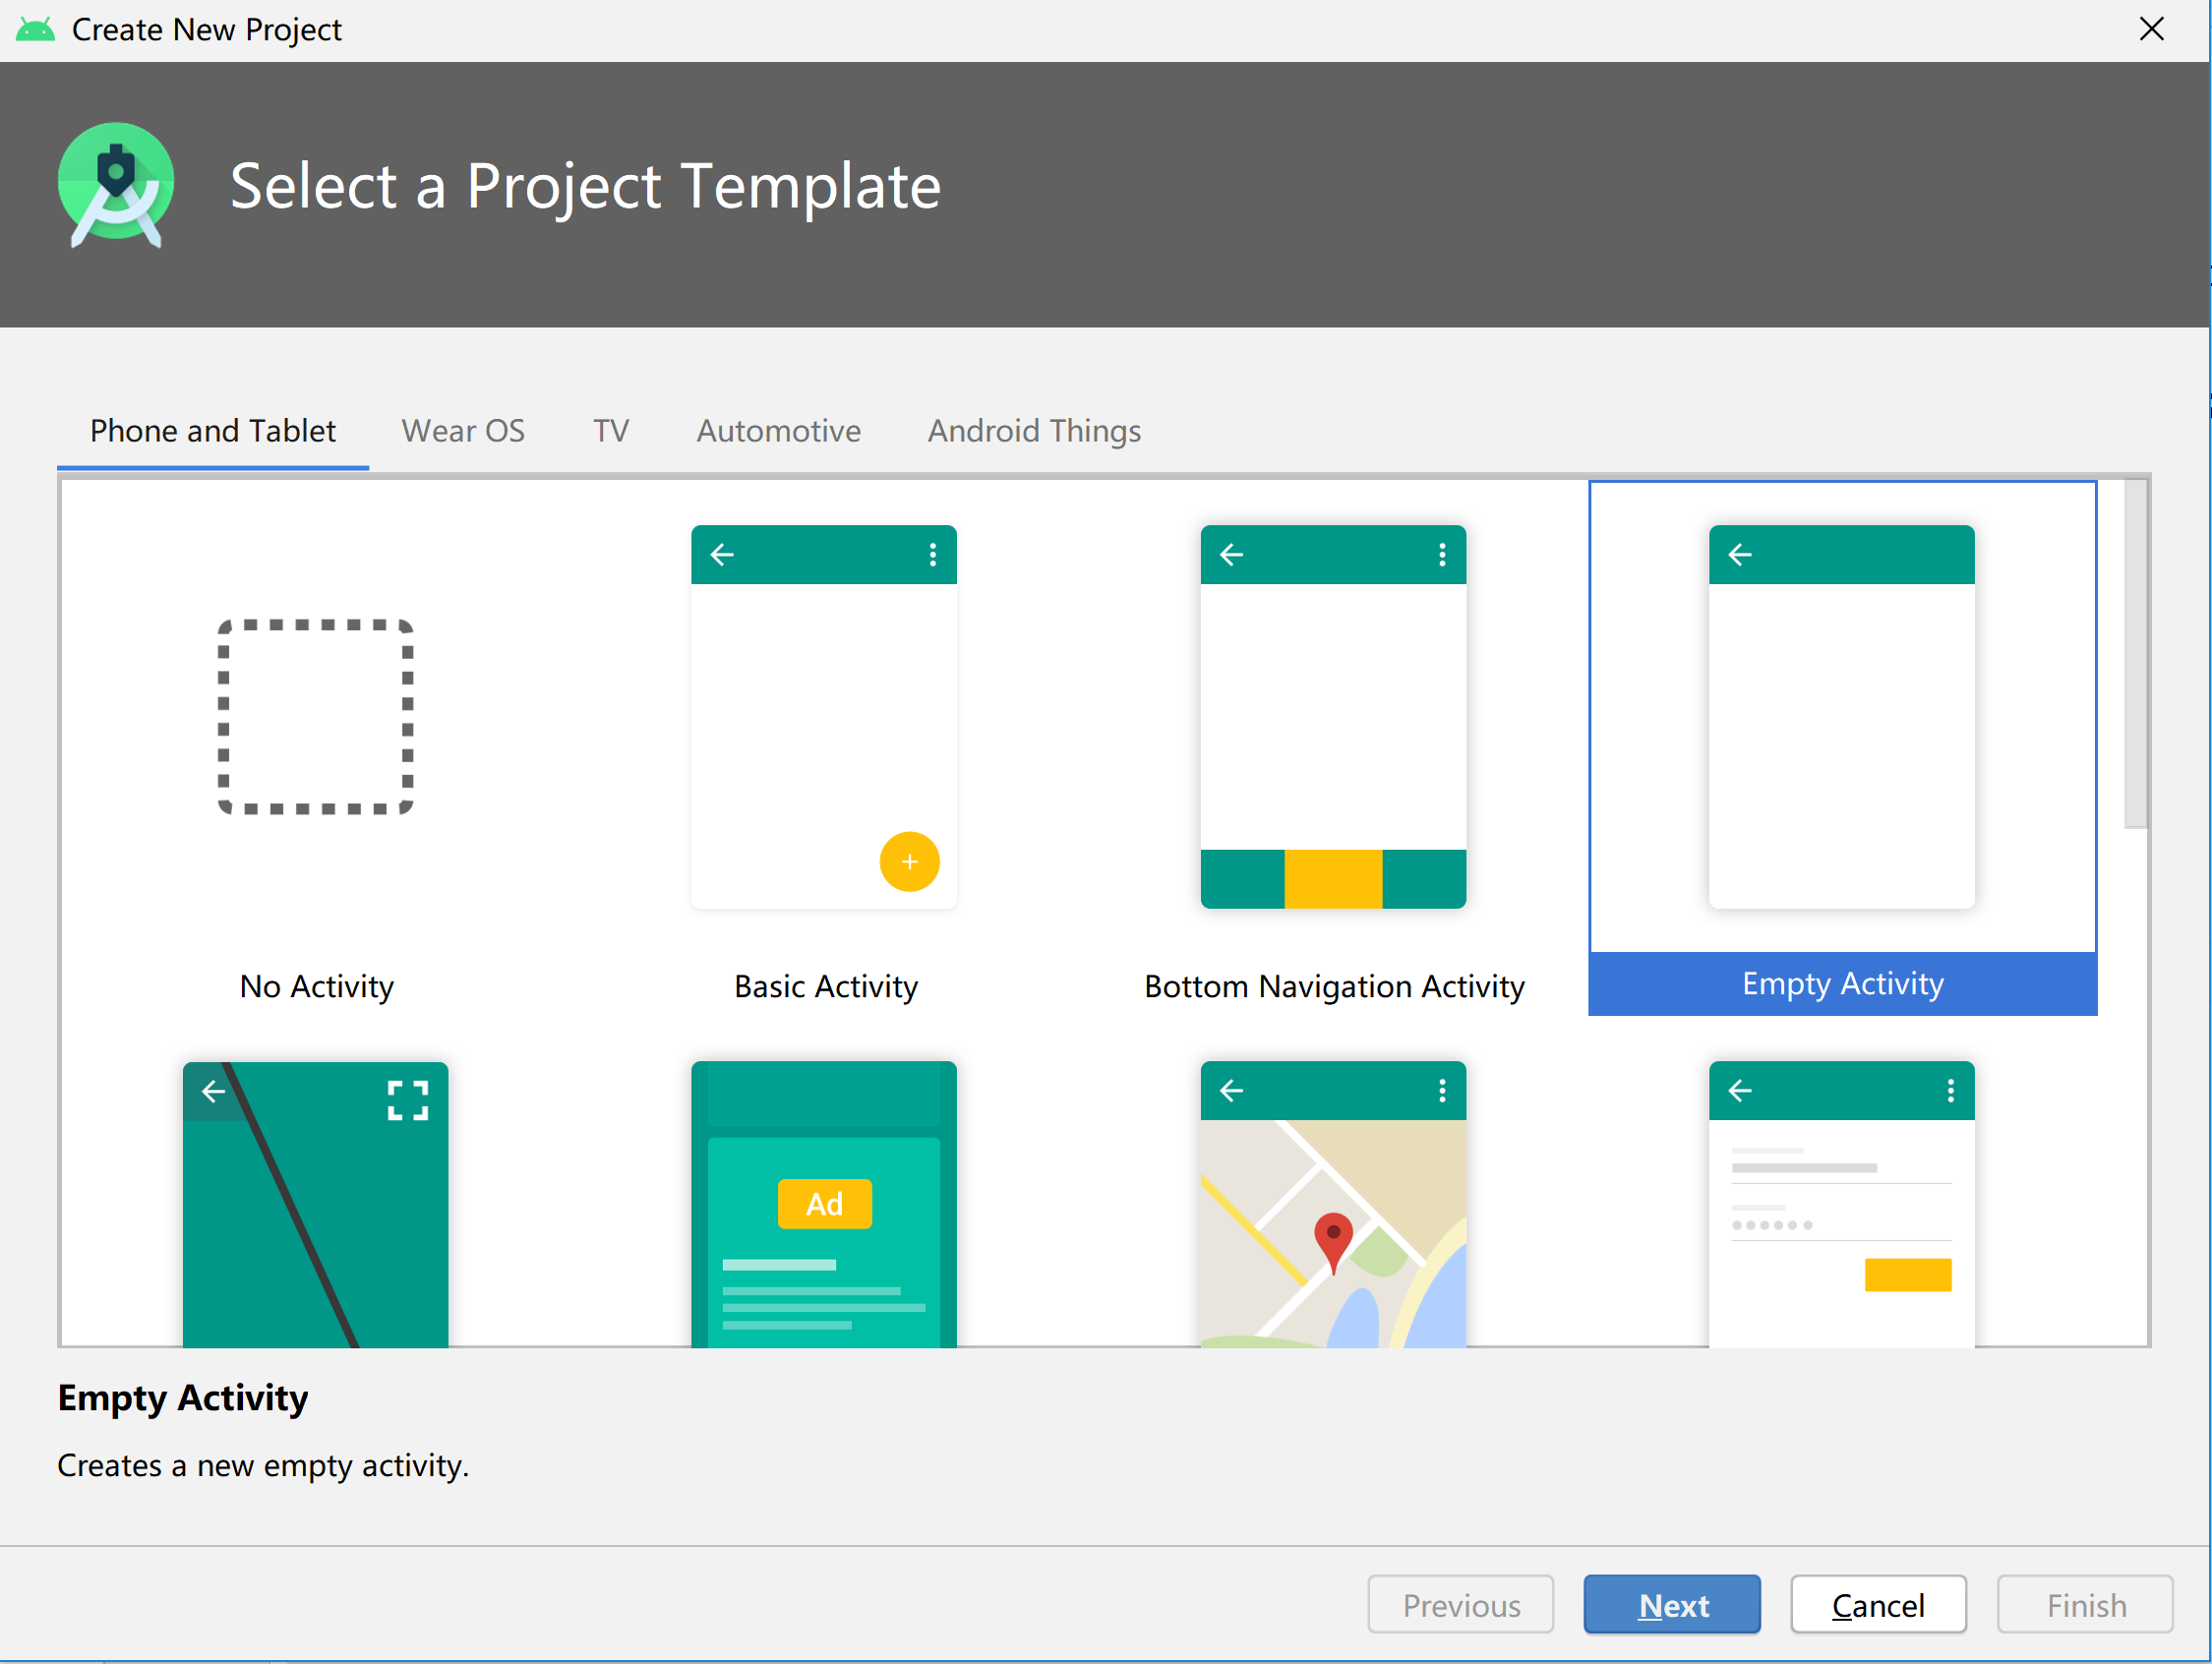 Create New Project
Select a Project Template
Phone and Tablet Wear OS TV Automotive Android Things
+
No Activity Basic Activity Bottom Navigation Activity Empty Activity
Ad
Empty Activity
Creates a new empty activity.
Previous Next Cancel Finish